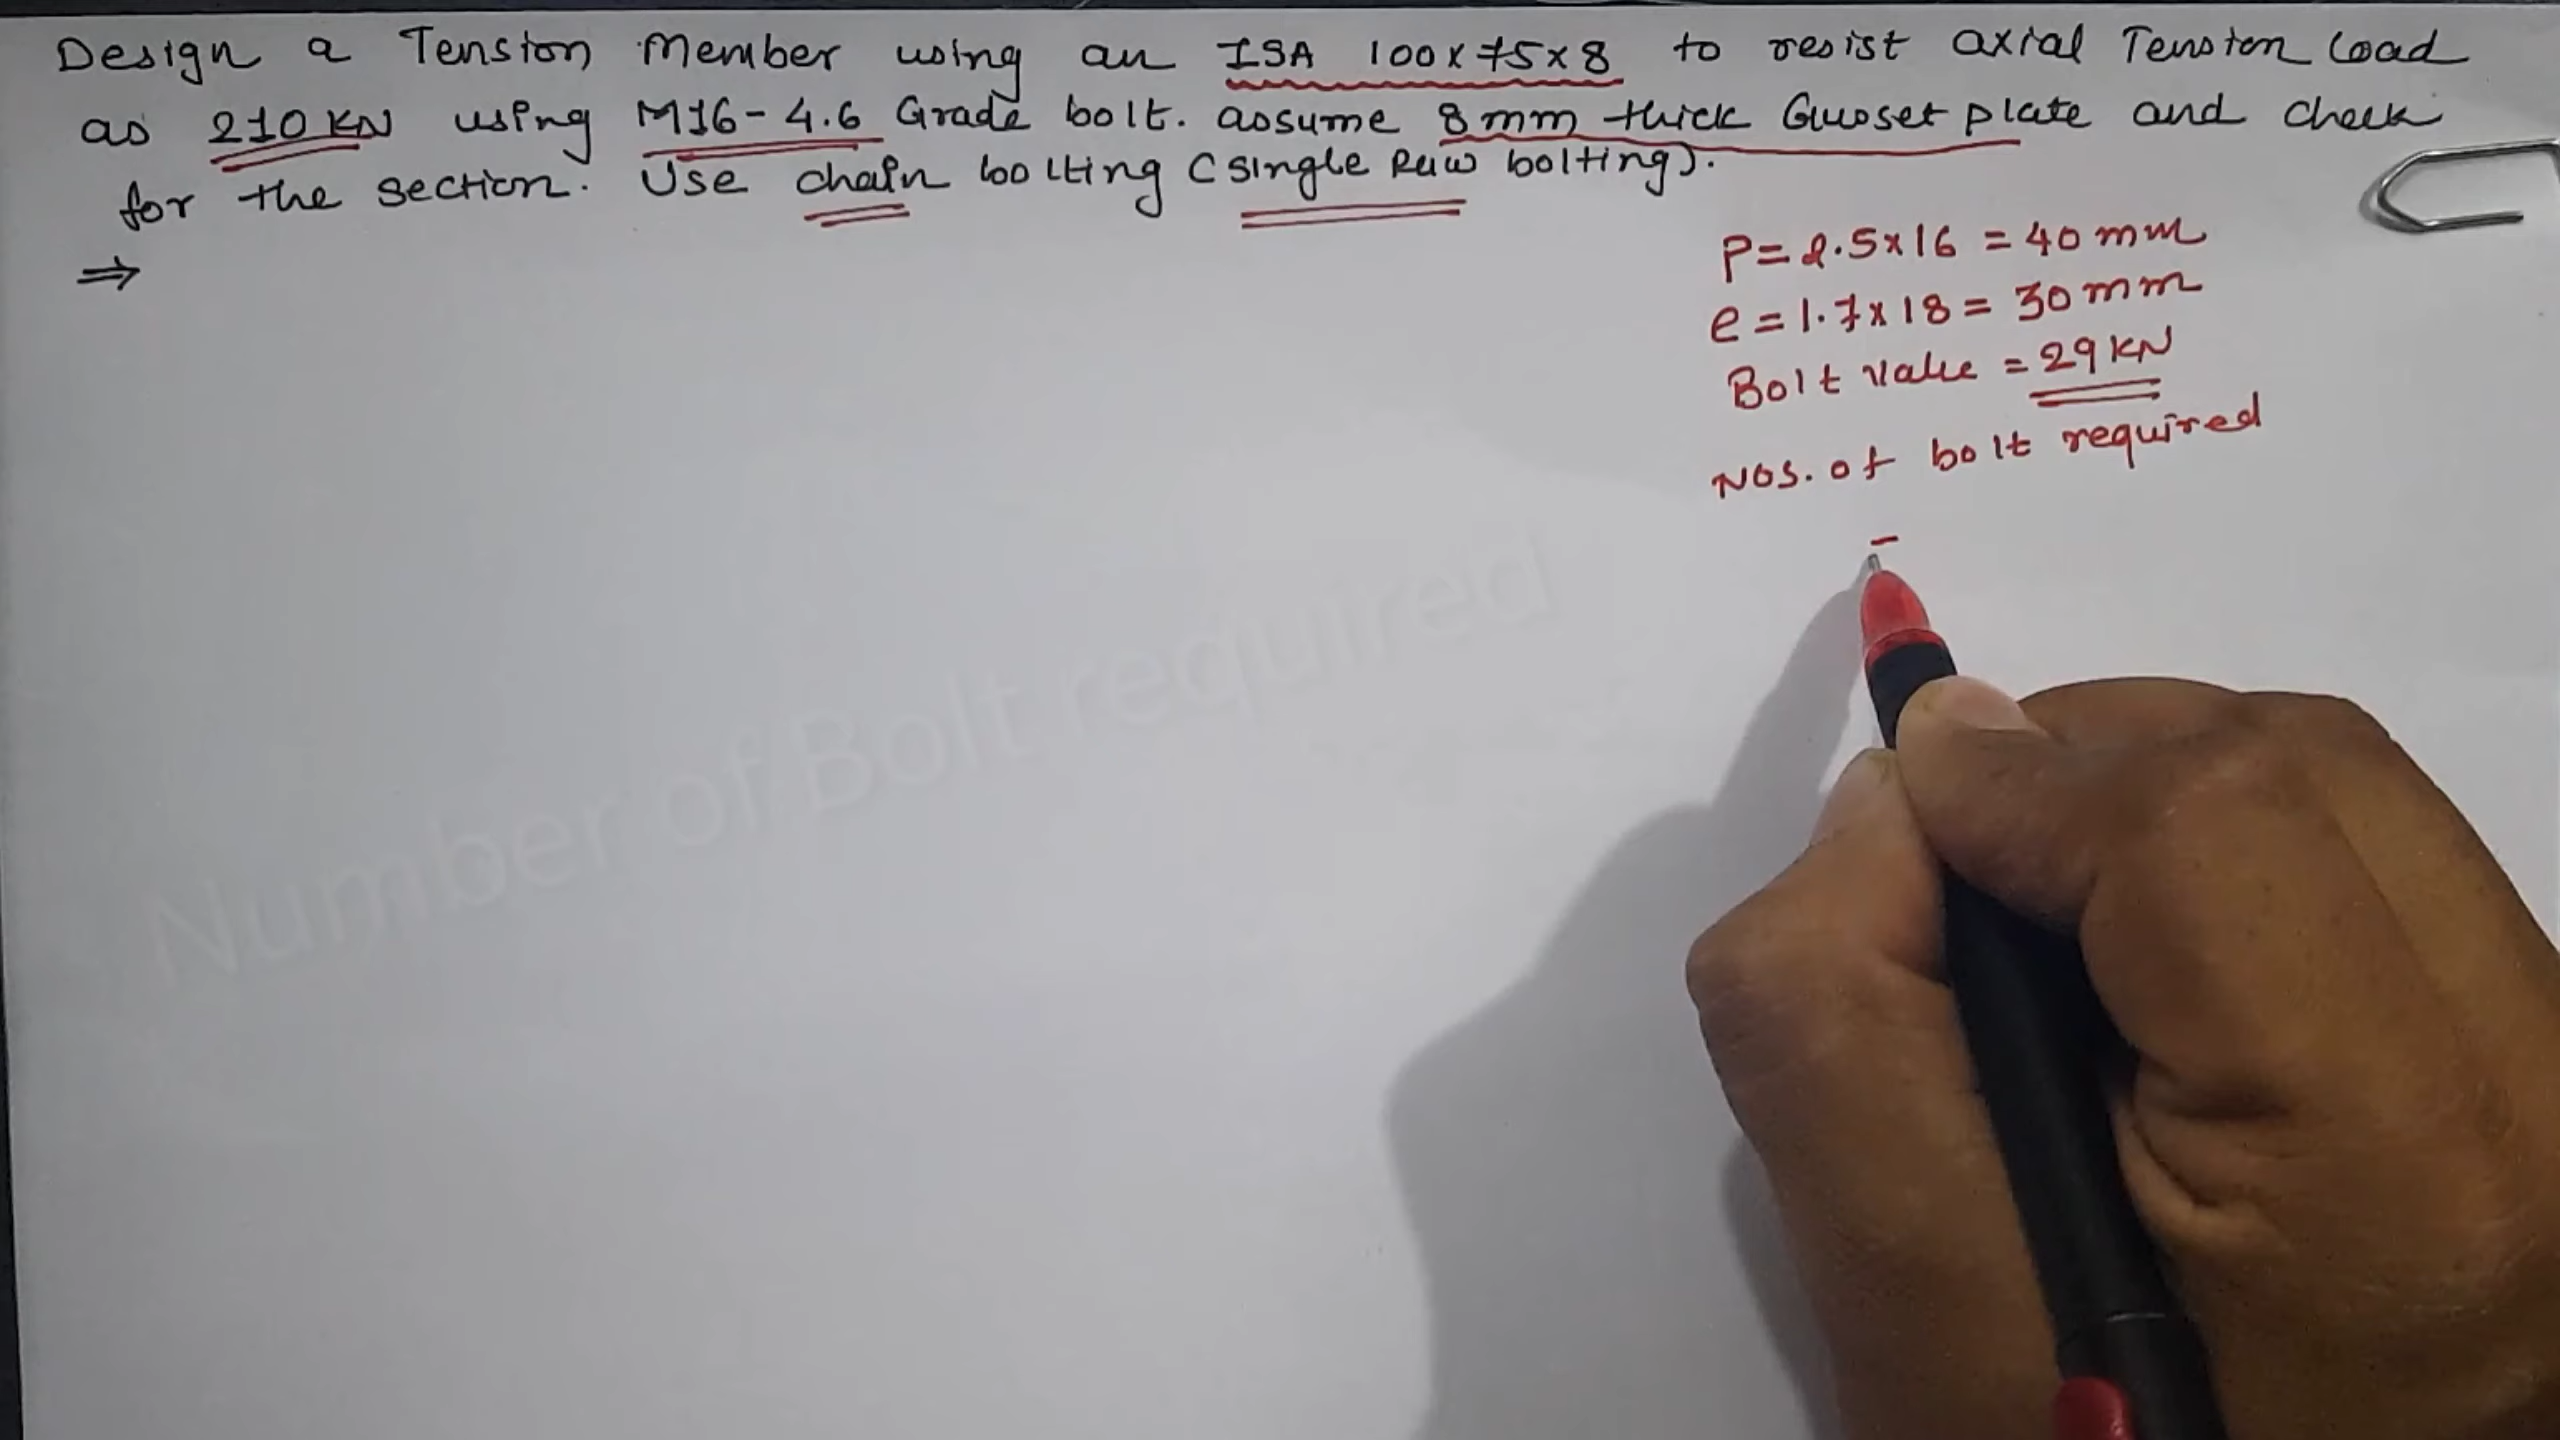 Design a Tension Member using an ISA 100x75x8 to resist axial Tension load
as 210 KN using M16-4.6 Grade bolt. assume 8mm thick Gusset plate and check
for the section. Use chain bolting (single Raw bolting).
⇒
P = 2.5x16 = 40 mm
e = 1.7x18 = 30 mm
Bolt value = 29 KN
Nos. of bolt required
Number of Bolt required